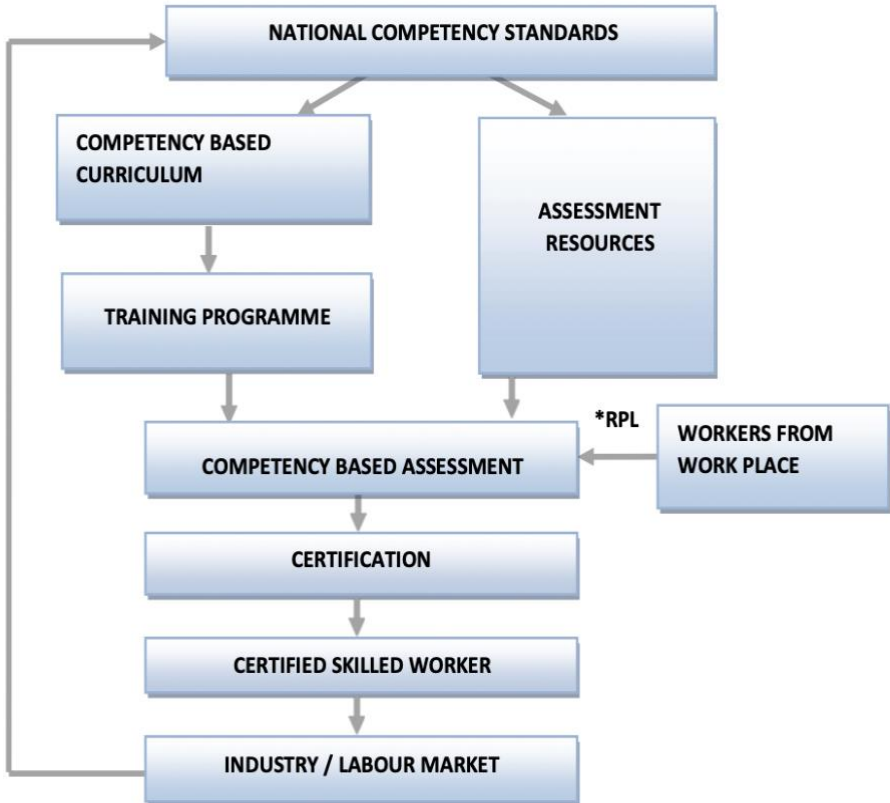 NATIONAL COMPETENCY STANDARDS
COMPETENCY BASED
CURRICULUM
ASSESSMENT
RESOURCES
TRAINING PROGRAMME
*RPL
WORKERS FROM
WORK PLACE
COMPETENCY BASED ASSESSMENT
CERTIFICATION
CERTIFIED SKILLED WORKER
INDUSTRY / LABOUR MARKET